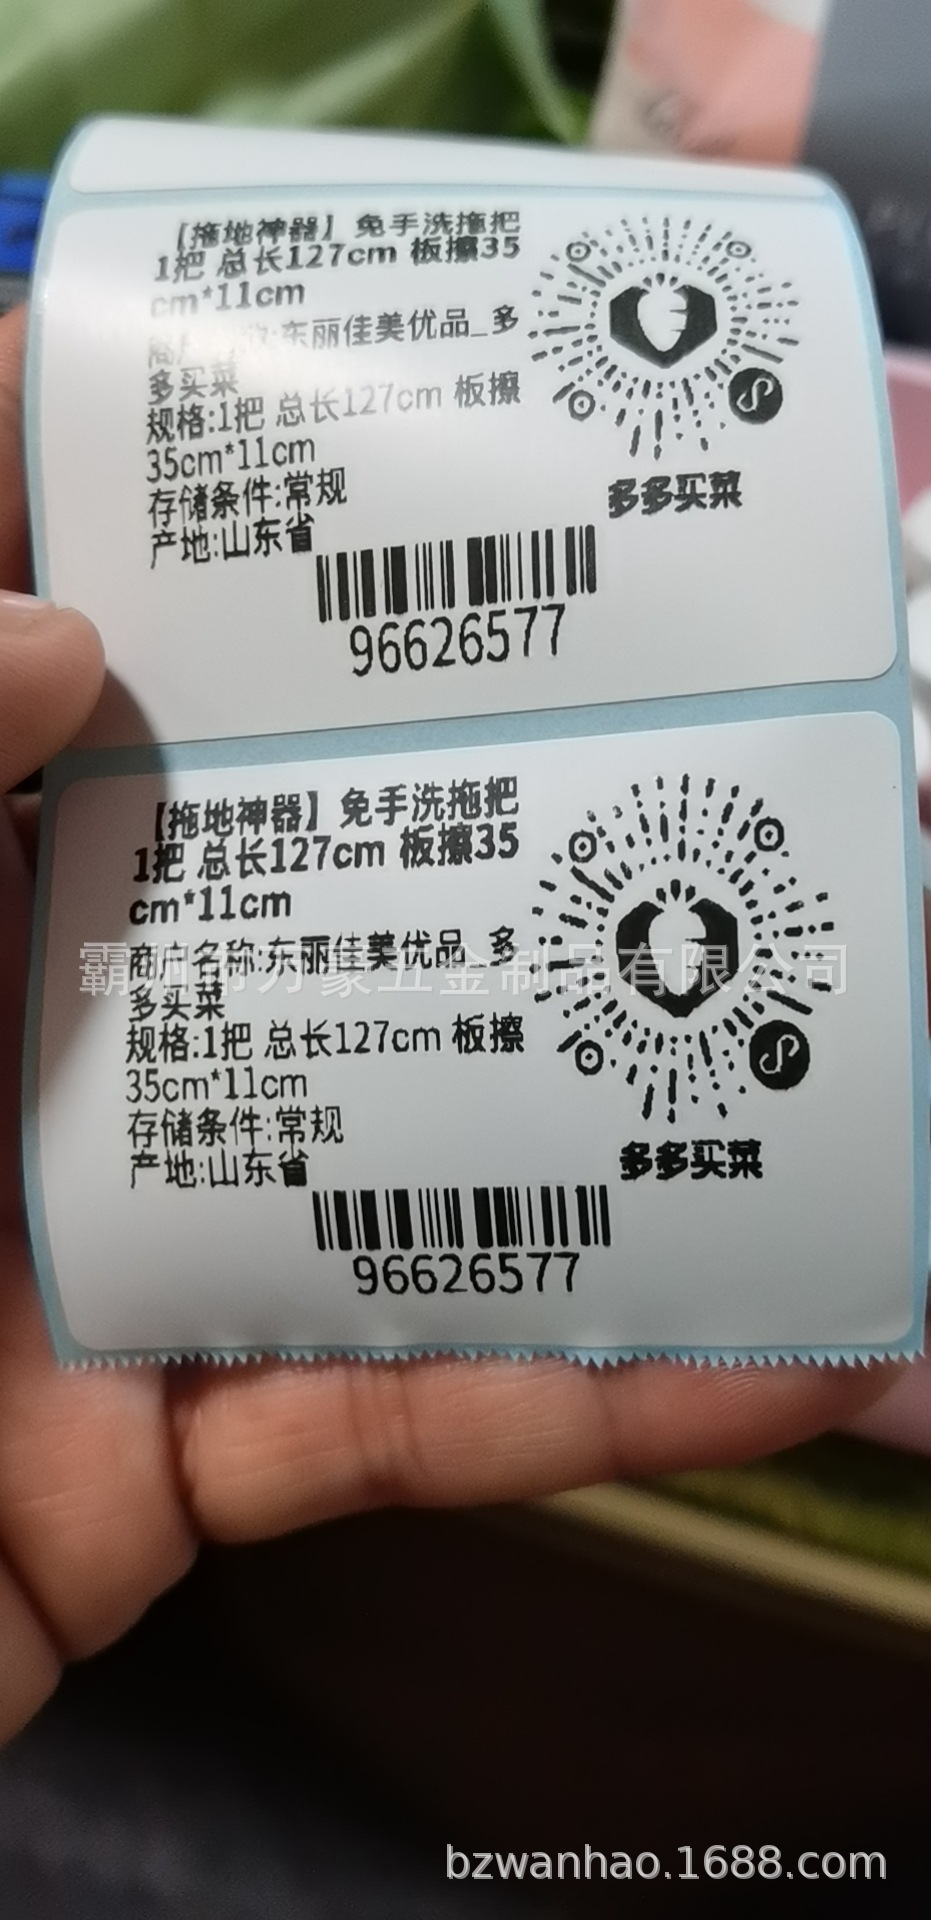 【拖地神器】免手洗拖把
1把 总长127cm 板擦35
cm*11cm
商户名称:东丽佳美优品_多
多买菜
规格:1把 总长127cm 板擦
35cm*11cm
存储条件:常规
产地:山东省
多多买菜
96626577
【拖地神器】免手洗拖把
1把 总长127cm 板擦35
cm*11cm
商户名称:东丽佳美优品_多
多买菜
规格:1把 总长127cm 板擦
35cm*11cm
存储条件:常规
产地:山东省
多多买菜
96626577
霸州市万豪五金制品有限公司
bzwanhao.1688.com